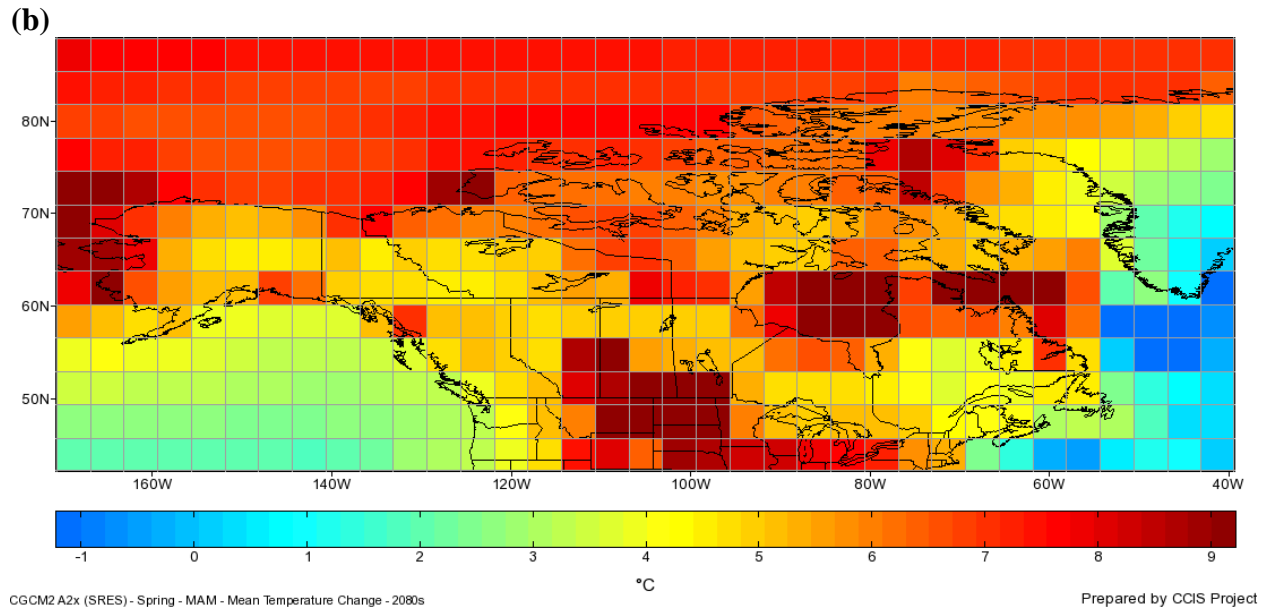 (b)
80N
70N
60N
50N
160W 140W 120W 100W 80W 60W 40W
-1 0 1 2 3 4 5 6 7 8 9
°C
CGCM2 A2x (SRES) - Spring - MAM - Mean Temperature Change - 2080s
Prepared by CCIS Project